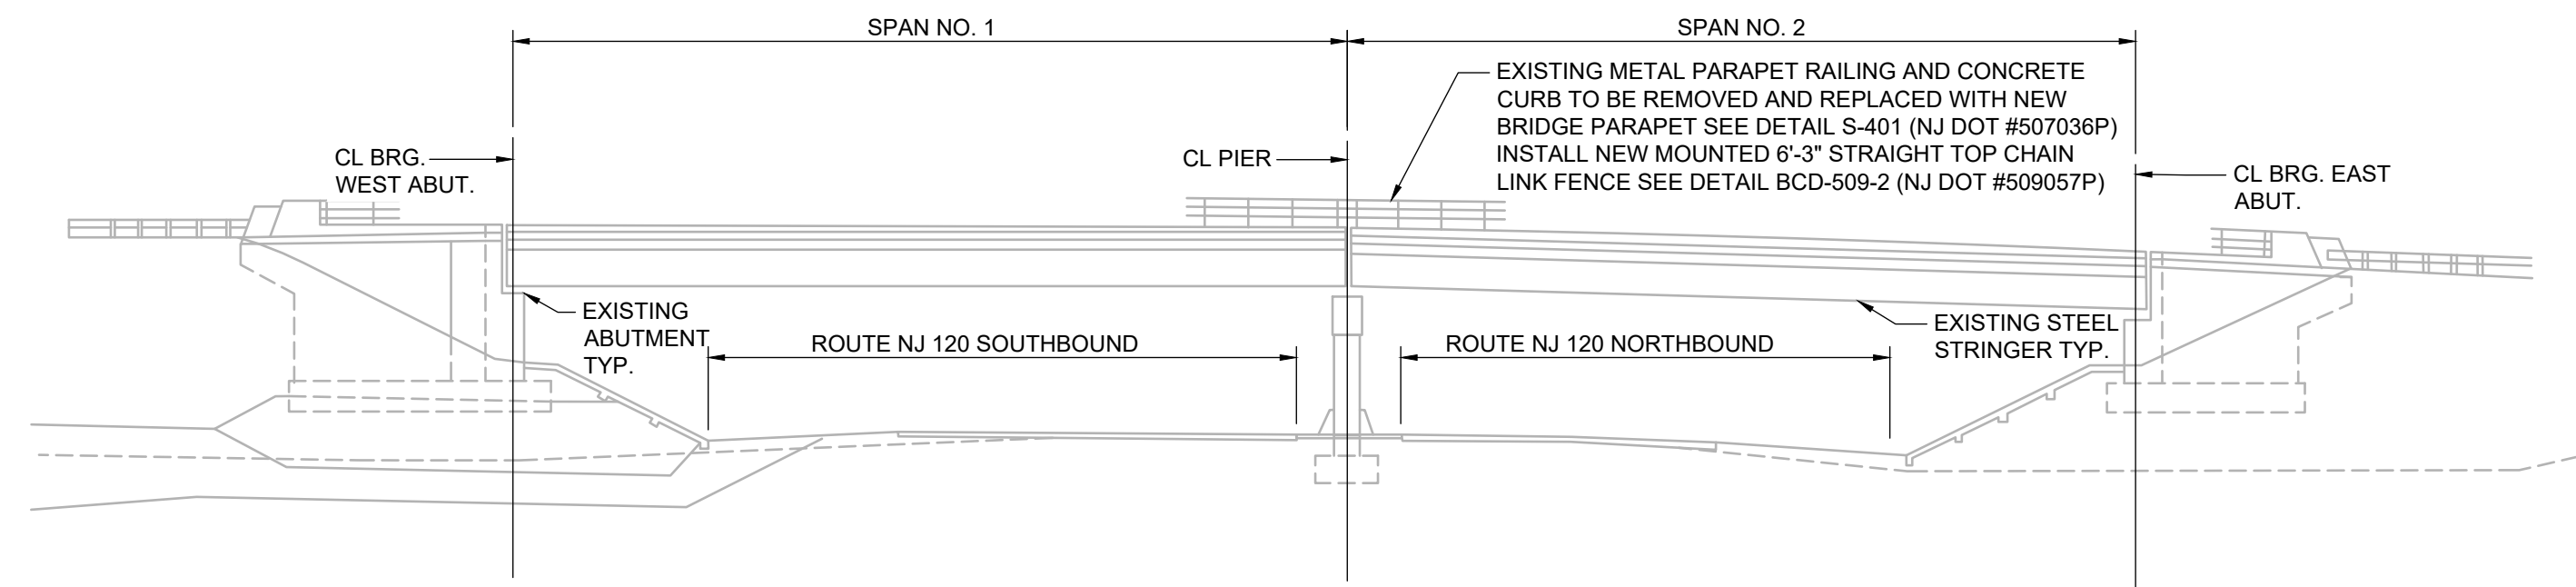 SPAN NO. 1
SPAN NO. 2
EXISTING METAL PARAPET RAILING AND CONCRETE
CURB TO BE REMOVED AND REPLACED WITH NEW
BRIDGE PARAPET SEE DETAIL S-401 (NJ DOT #507036P)
INSTALL NEW MOUNTED 6'-3" STRAIGHT TOP CHAIN
LINK FENCE SEE DETAIL BCD-509-2 (NJ DOT #509057P)
CL BRG.
WEST ABUT.
CL PIER
CL BRG. EAST
ABUT.
EXISTING
ABUTMENT
TYP.
ROUTE NJ 120 SOUTHBOUND
ROUTE NJ 120 NORTHBOUND
EXISTING STEEL
STRINGER TYP.